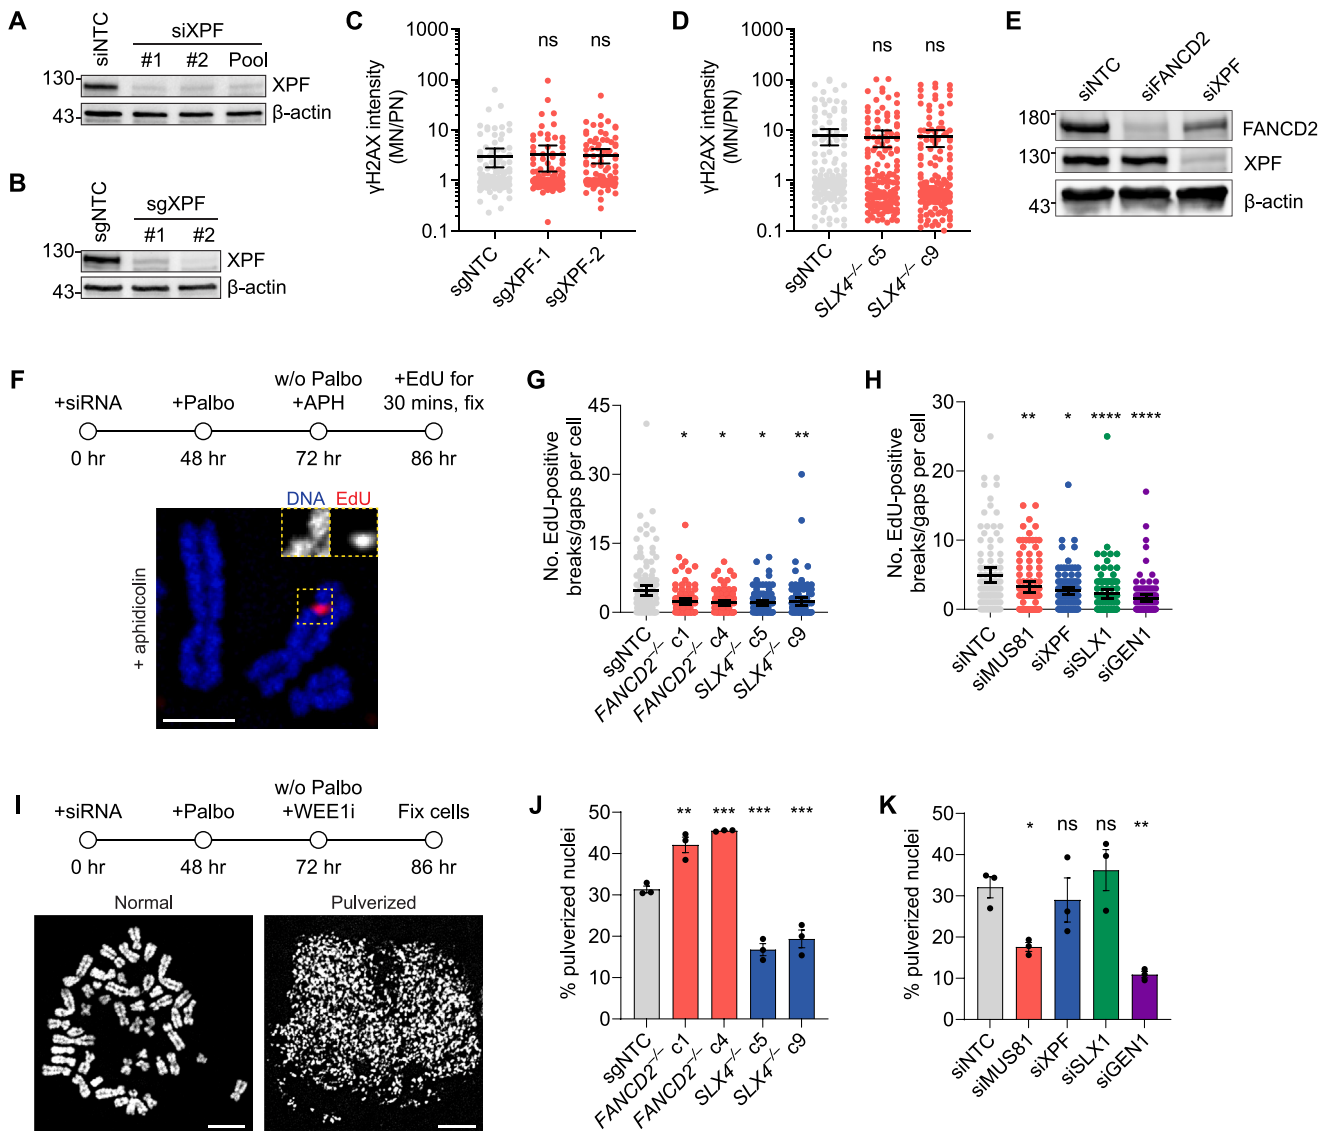 A
siNTC
siXPF
#1 #2 Pool
130
XPF
43
β-actin
B
sgNTC
sgXPF
#1 #2
130
XPF
43
β-actin
C
γH2AX intensity
(MN/PN)
1000
100
10
1
0.1
ns ns
sgNTC
sgXPF-1
sgXPF-2
D
γH2AX intensity
(MN/PN)
1000
100
10
1
0.1
ns ns
sgNTC
SLX4⁻/⁻ c5
SLX4⁻/⁻ c9
E
siNTC
siFANCD2
siXPF
180
FANCD2
130
XPF
43
β-actin
F
+siRNA
+Palbo
w/o Palbo
+APH
+EdU for
30 mins, fix
0 hr
48 hr
72 hr
86 hr
DNA EdU
+ aphidicolin
G
No. EdU-positive
breaks/gaps per cell
45
30
15
0
* * * **
sgNTC
FANCD2⁻/⁻ c1
FANCD2⁻/⁻ c4
SLX4⁻/⁻ c5
SLX4⁻/⁻ c9
H
No. EdU-positive
breaks/gaps per cell
30
20
10
0
** * **** ****
siNTC
siMUS81
siXPF
siSLX1
siGEN1
I
+siRNA
+Palbo
w/o Palbo
+WEE1i
Fix cells
0 hr
48 hr
72 hr
86 hr
Normal
Pulverized
J
% pulverized nuclei
50
40
30
20
10
0
** *** *** ***
sgNTC
FANCD2⁻/⁻ c1
FANCD2⁻/⁻ c4
SLX4⁻/⁻ c5
SLX4⁻/⁻ c9
K
% pulverized nuclei
50
40
30
20
10
0
* ns ns **
siNTC
siMUS81
siXPF
siSLX1
siGEN1